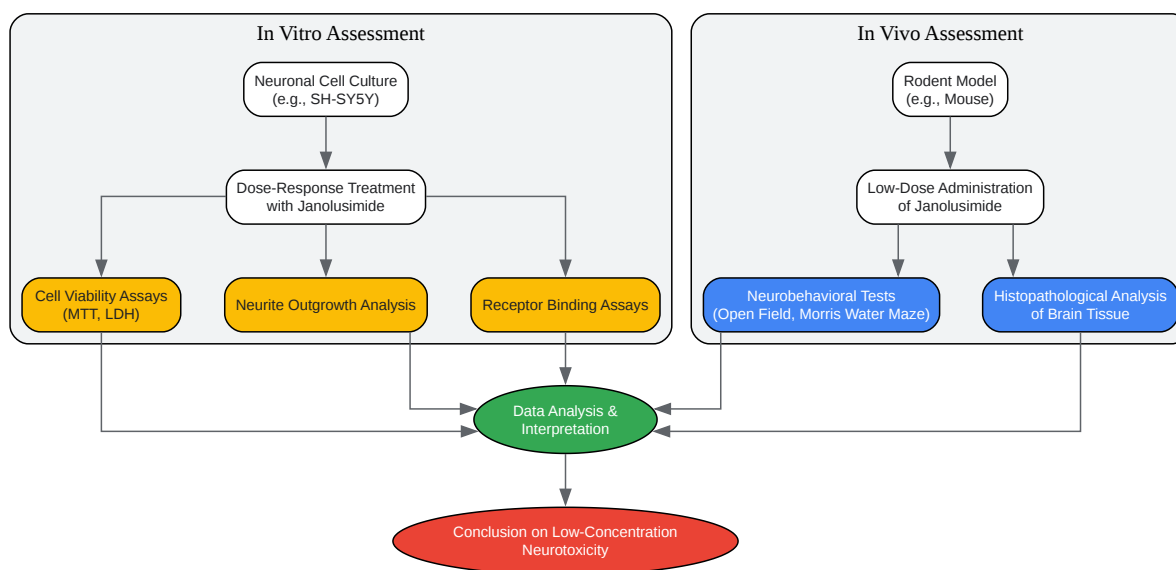 In Vitro Assessment
Neuronal Cell Culture
(e.g., SH-SY5Y)
Dose-Response Treatment
with Janolusimide
Cell Viability Assays
(MTT, LDH)
Neurite Outgrowth Analysis
Receptor Binding Assays
In Vivo Assessment
Rodent Model
(e.g., Mouse)
Low-Dose Administration
of Janolusimide
Neurobehavioral Tests
(Open Field, Morris Water Maze)
Histopathological Analysis
of Brain Tissue
Data Analysis &
Interpretation
Conclusion on Low-Concentration
Neurotoxicity